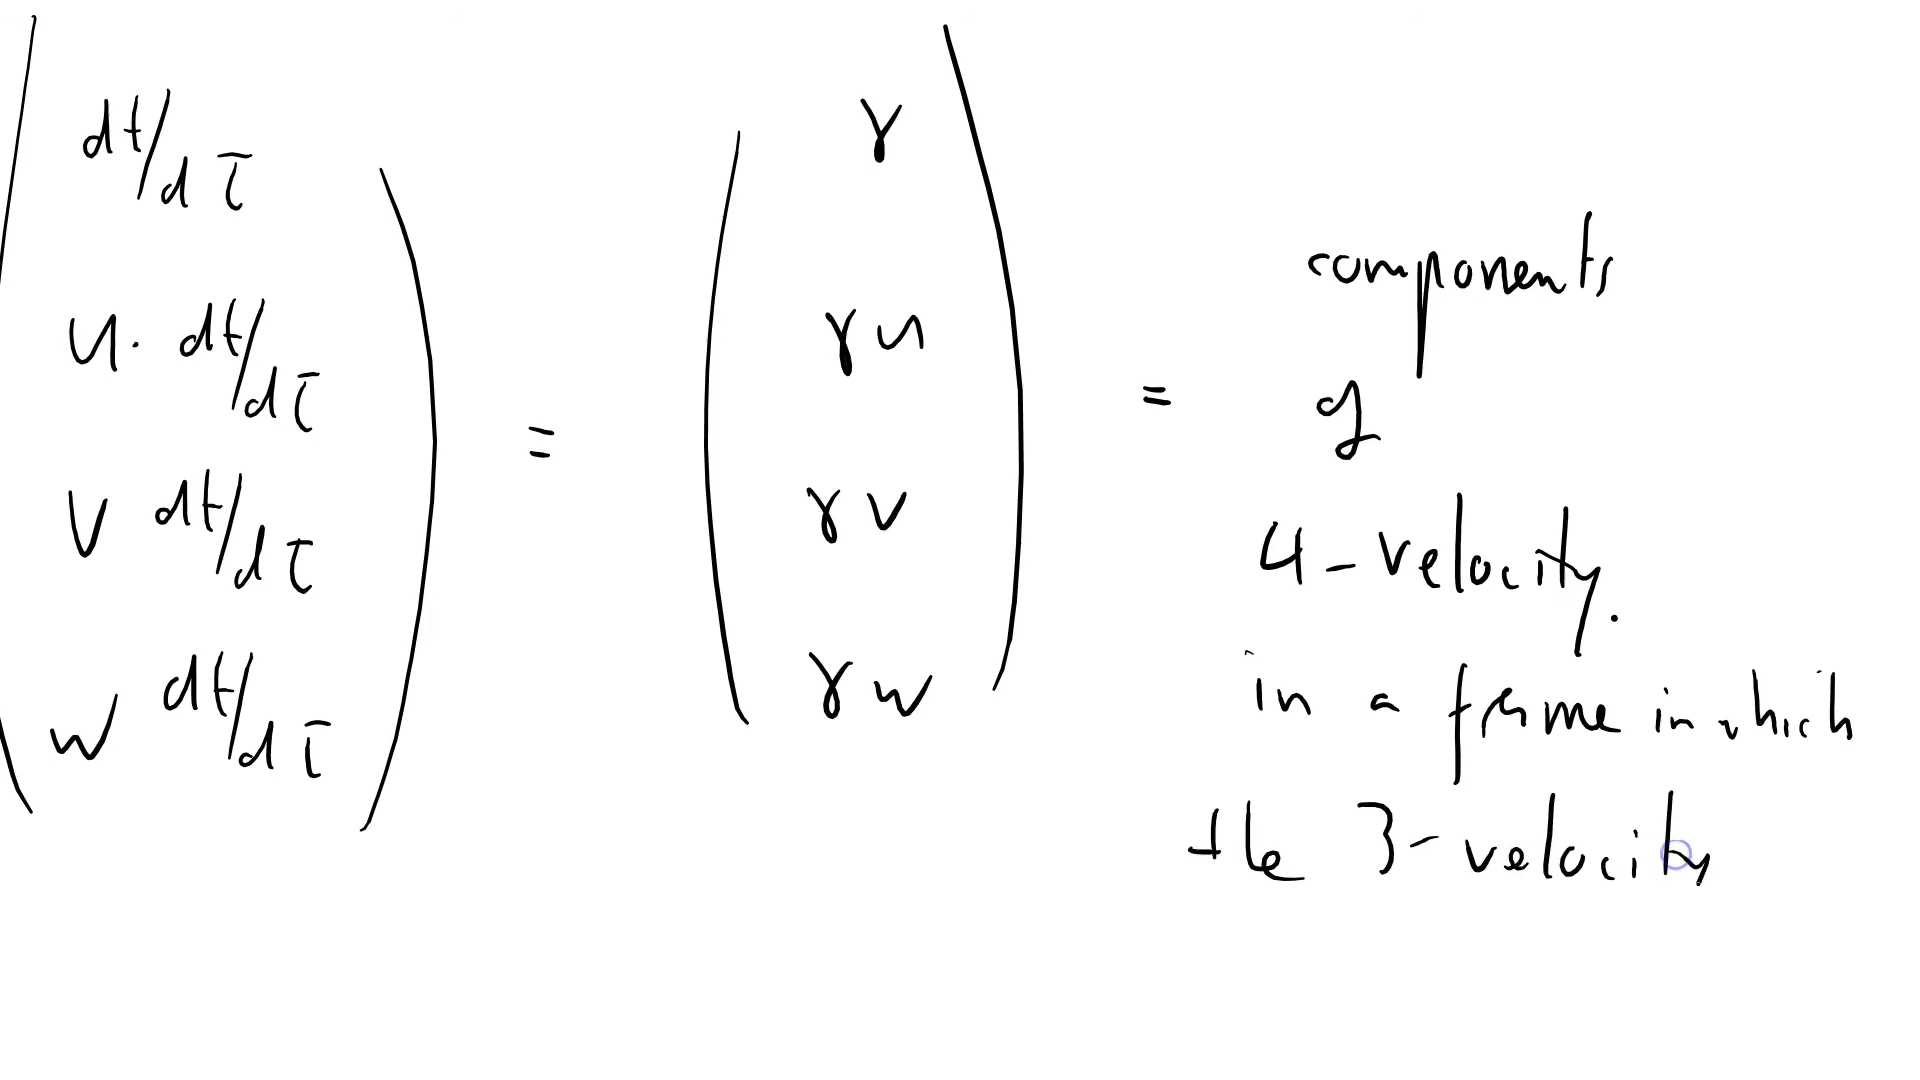 dt/dτ
u · dt/dτ
v dt/dτ
w dt/dτ
=
γ
γu
γv
γw
=
components
of
4-velocity.
in a frame in which
the 3-velocity